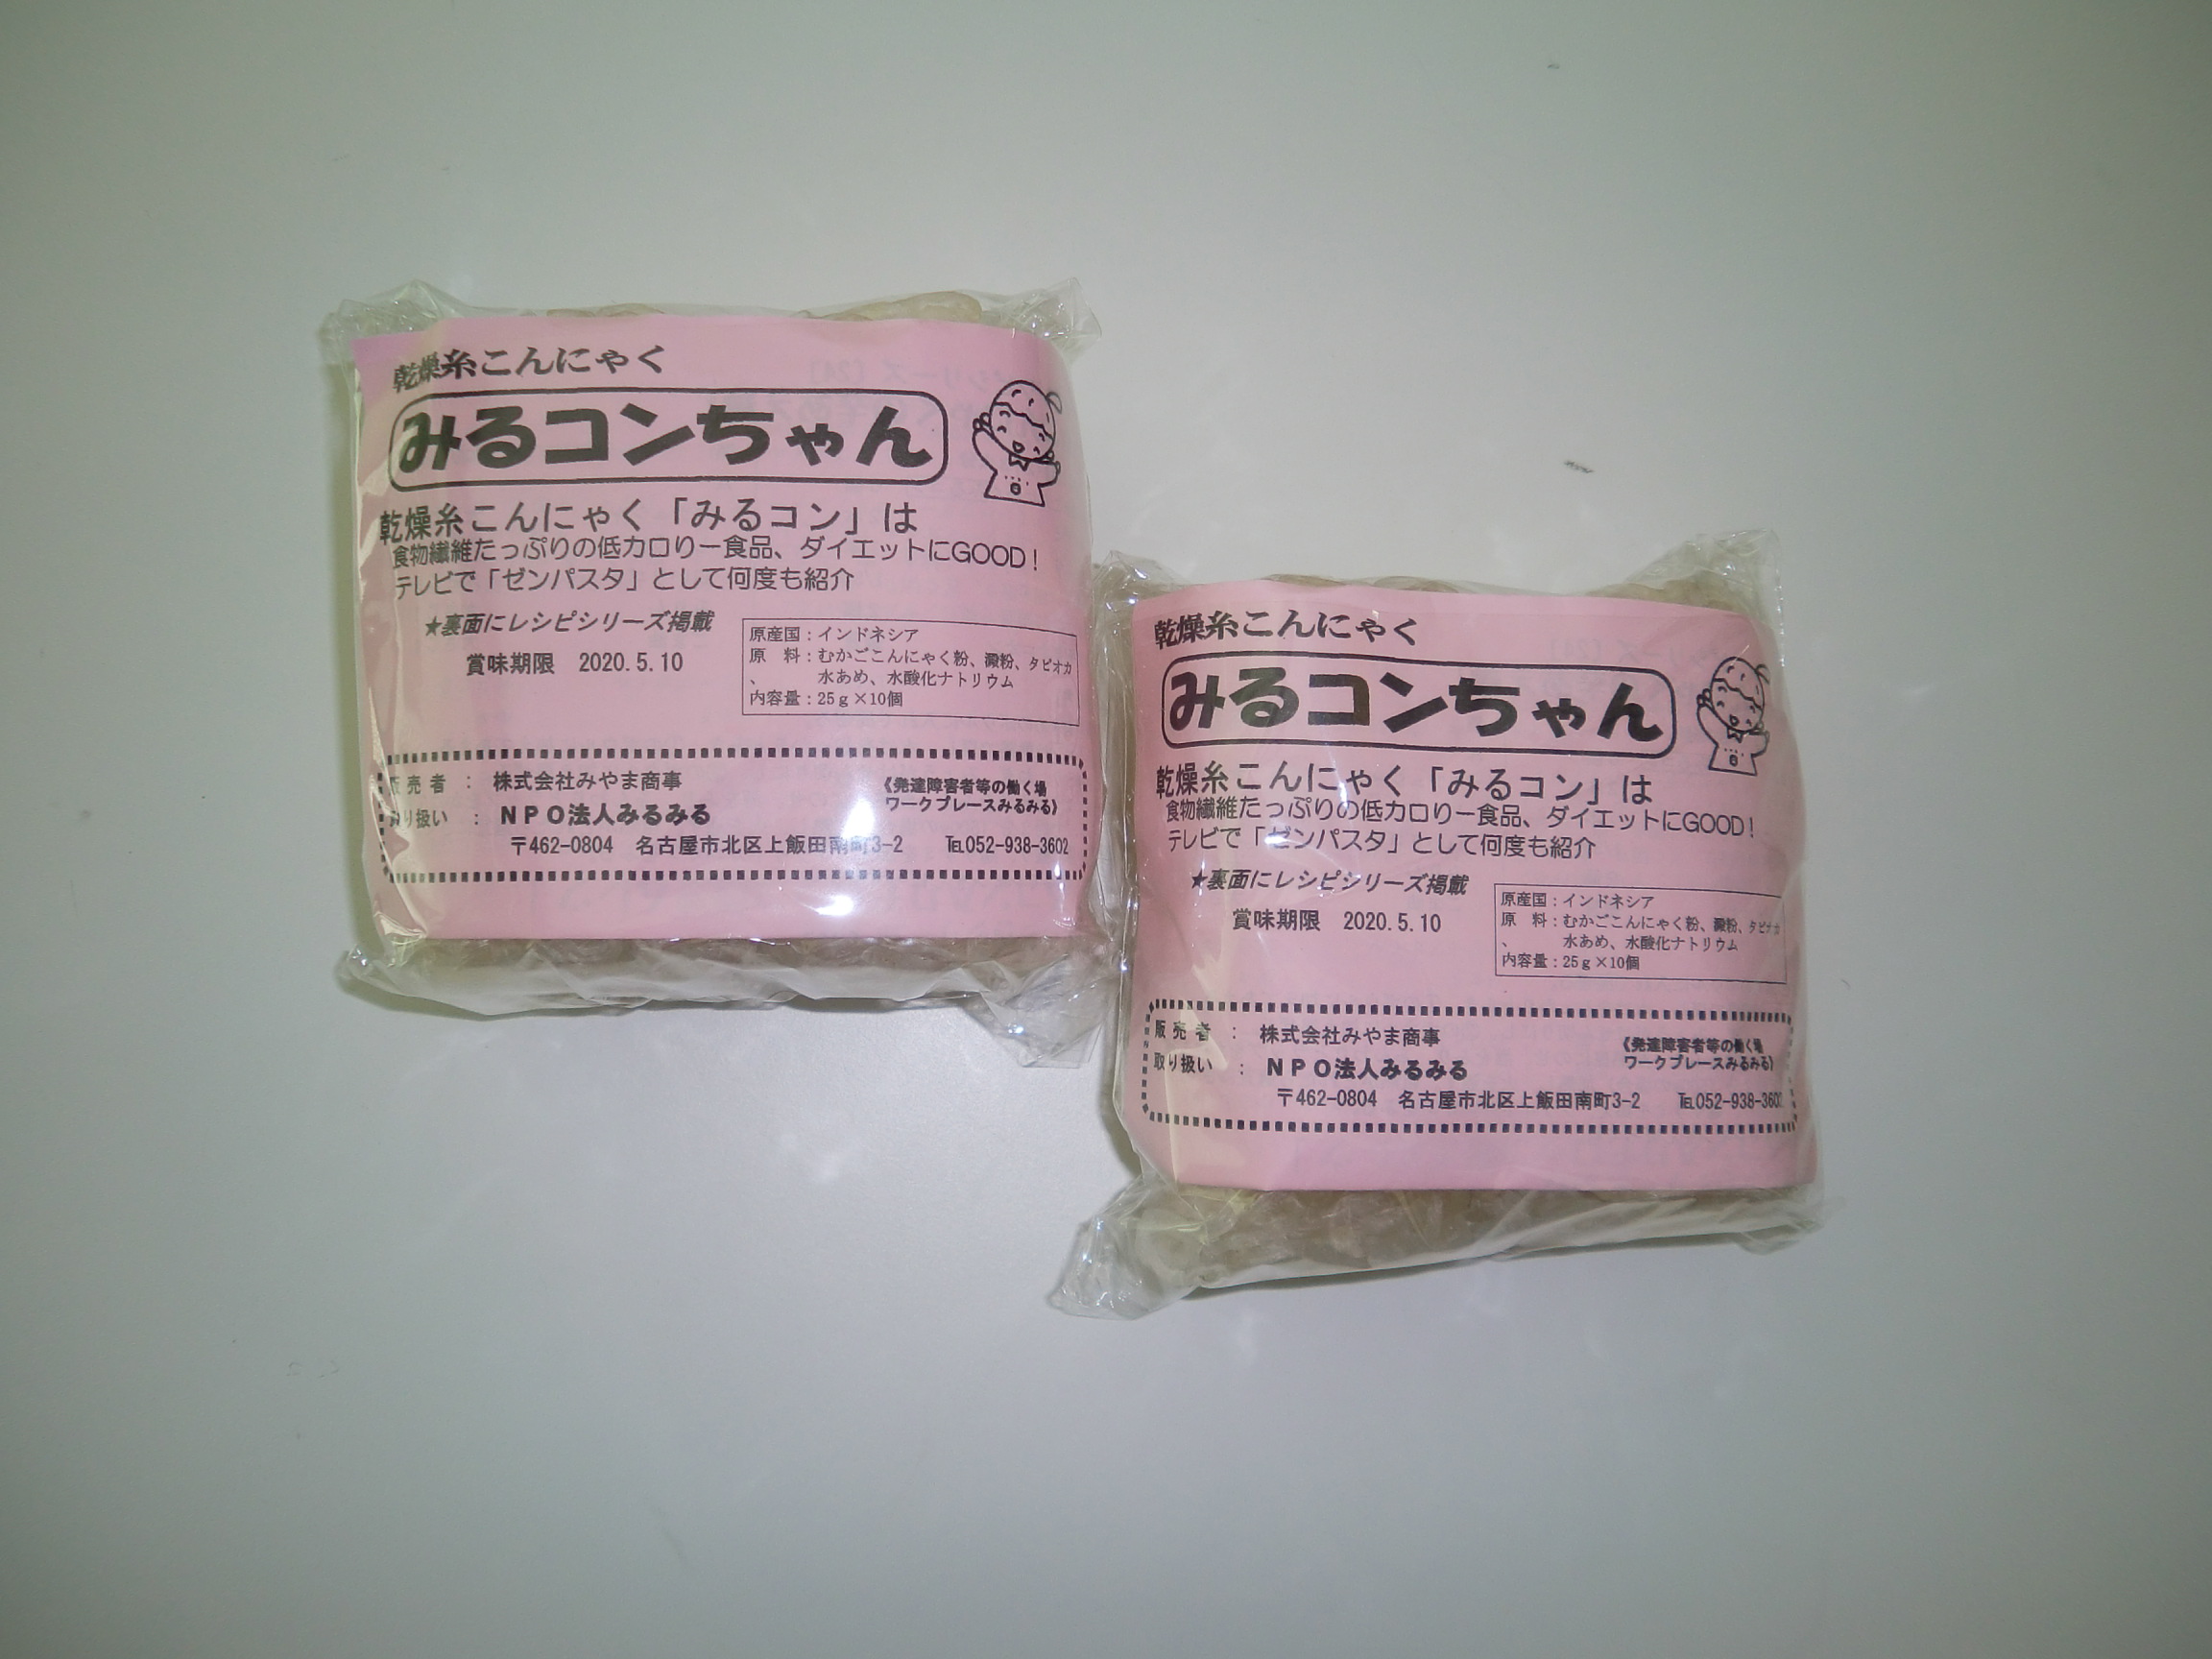 乾燥糸こんにゃく
みるコンちゃん
乾燥糸こんにゃく「みるコン」は
食物繊維たっぷりの低カロリー食品、ダイエットにGOOD!
テレビで「ゼンパスタ」として何度も紹介
★裏面にレシピシリーズ掲載
賞味期限 2020.5.10
原産国:インドネシア
原 料:むかごこんにゃく粉、澱粉、タピオカ
、 水あめ、水酸化ナトリウム
内容量:25g×10個
販売者 : 株式会社みやま商事
取り扱い : NPO法人みるみる
《発達障害者等の働く場
ワークプレースみるみる》
〒462-0804 名古屋市北区上飯田南町3-2 ℡052-938-3602
乾燥糸こんにゃく
みるコンちゃん
乾燥糸こんにゃく「みるコン」は
食物繊維たっぷりの低カロリー食品、ダイエットにGOOD!
テレビで「ゼンパスタ」として何度も紹介
★裏面にレシピシリーズ掲載
賞味期限 2020.5.10
原産国:インドネシア
原 料:むかごこんにゃく粉、澱粉、タピオカ
、 水あめ、水酸化ナトリウム
内容量:25g×10個
販売者 : 株式会社みやま商事
取り扱い : NPO法人みるみる
《発達障害者等の働く場
ワークプレースみるみる》
〒462-0804 名古屋市北区上飯田南町3-2 ℡052-938-3602